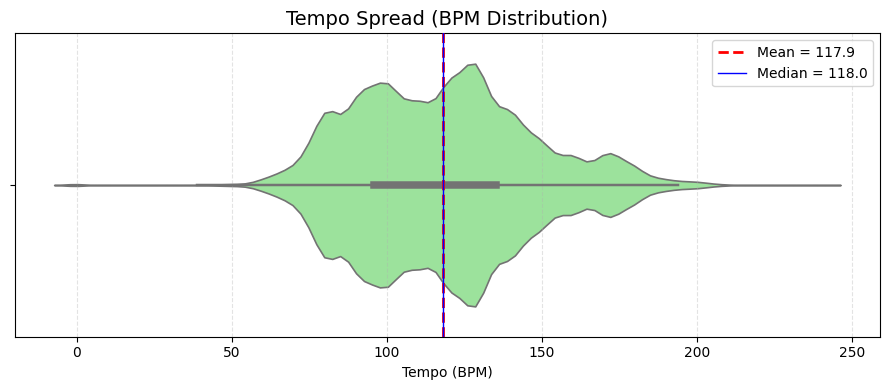 Tempo Spread (BPM Distribution)
Mean = 117.9
Median = 118.0
0 50 100 150 200 250
Tempo (BPM)